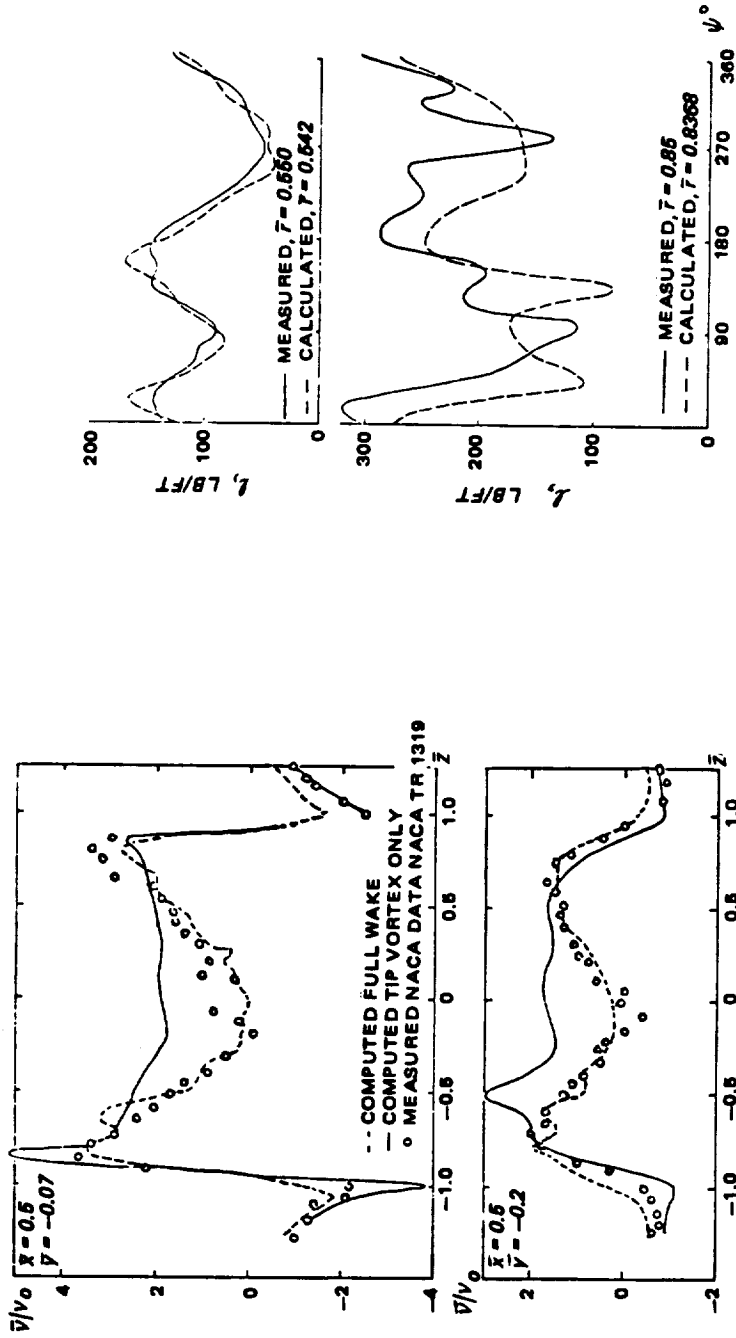 v̅/v₀
x̅ = 0.5
y̅ = −0.07
4
2
0
−2
−4
−1.0
−0.5
0
0.5
1.0
z̅
-- COMPUTED FULL WAKE
— COMPUTED TIP VORTEX ONLY
o MEASURED NACA DATA NACA TR 1319
v̅/v₀
x̅ = 0.5
y̅ = −0.2
2
0
−2
−1.0
−0.5
0
0.5
1.0
z̅
ℓ, LB/FT
200
100
0
— MEASURED, r̅ = 0.550
-- CALCULATED, r̅ = 0.542
ℓ, LB/FT
300
200
100
0
— MEASURED, r̅ = 0.85
--- CALCULATED, r̅ = 0.8368
90
180
270
360
ψ°